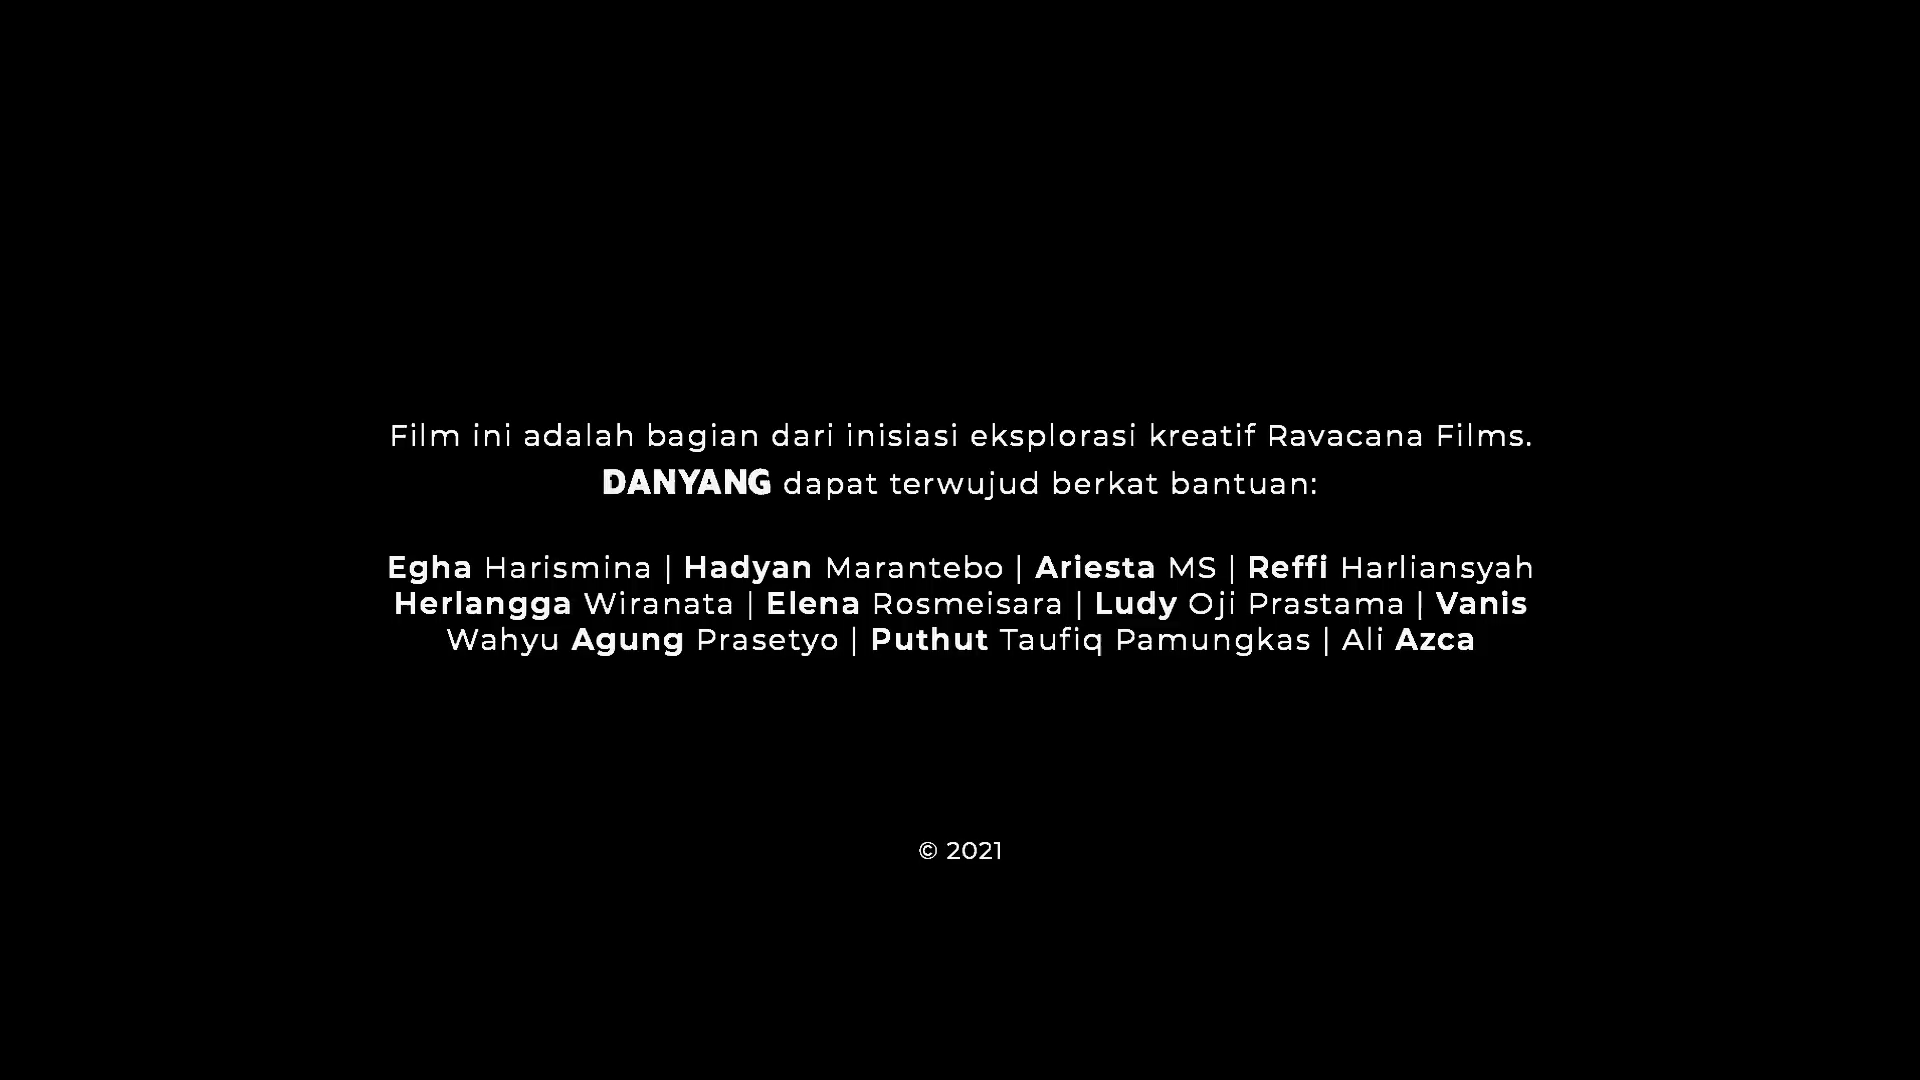 Film ini adalah bagian dari inisiasi eksplorasi kreatif Ravacana Films.
DANYANG dapat terwujud berkat bantuan:
Egha Harismina | Hadyan Marantebo | Ariesta MS | Reffi Harliansyah
Herlangga Wiranata | Elena Rosmeisara | Ludy Oji Prastama | Vanis
Wahyu Agung Prasetyo | Puthut Taufiq Pamungkas | Ali Azca
© 2021